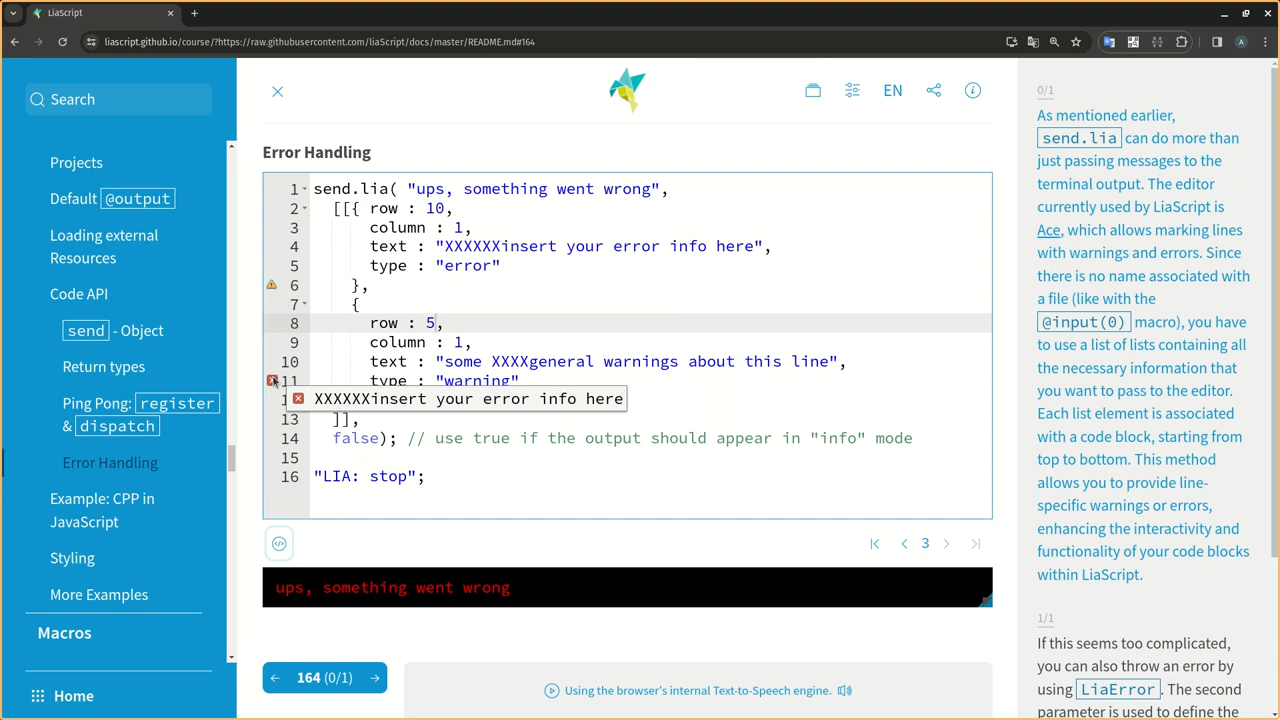 LiaScript
liascript.github.io/course/?https://raw.githubusercontent.com/liaScript/docs/master/README.md#164
A
Search
Projects
Default @output
Loading external
Resources
Code API
send - Object
Return types
Ping Pong: register
& dispatch
Error Handling
Example: CPP in
JavaScript
Styling
More Examples
Macros
Home
EN
Error Handling
1 send.lia( "ups, something went wrong",
2 [[{ row : 10,
3 column : 1,
4 text : "XXXXXXinsert your error info here",
5 type : "error"
6 },
7 {
8 row : 5,
9 column : 1,
10 text : "some XXXXgeneral warnings about this line",
11 type : "warning"
XXXXXXinsert your error info here
13 ]],
14 false); // use true if the output should appear in "info" mode
15
16 "LIA: stop";
3
ups, something went wrong
164 (0/1)
Using the browser's internal Text-to-Speech engine.
0/1
As mentioned earlier,
send.lia can do more than
just passing messages to the
terminal output. The editor
currently used by LiaScript is
Ace, which allows marking lines
with warnings and errors. Since
there is no name associated with
a file (like with the
@input(0) macro), you have
to use a list of lists containing all
the necessary information that
you want to pass to the editor.
Each list element is associated
with a code block, starting from
top to bottom. This method
allows you to provide line-
specific warnings or errors,
enhancing the interactivity and
functionality of your code blocks
within LiaScript.
1/1
If this seems too complicated,
you can also throw an error by
using LiaError. The second
parameter is used to define the